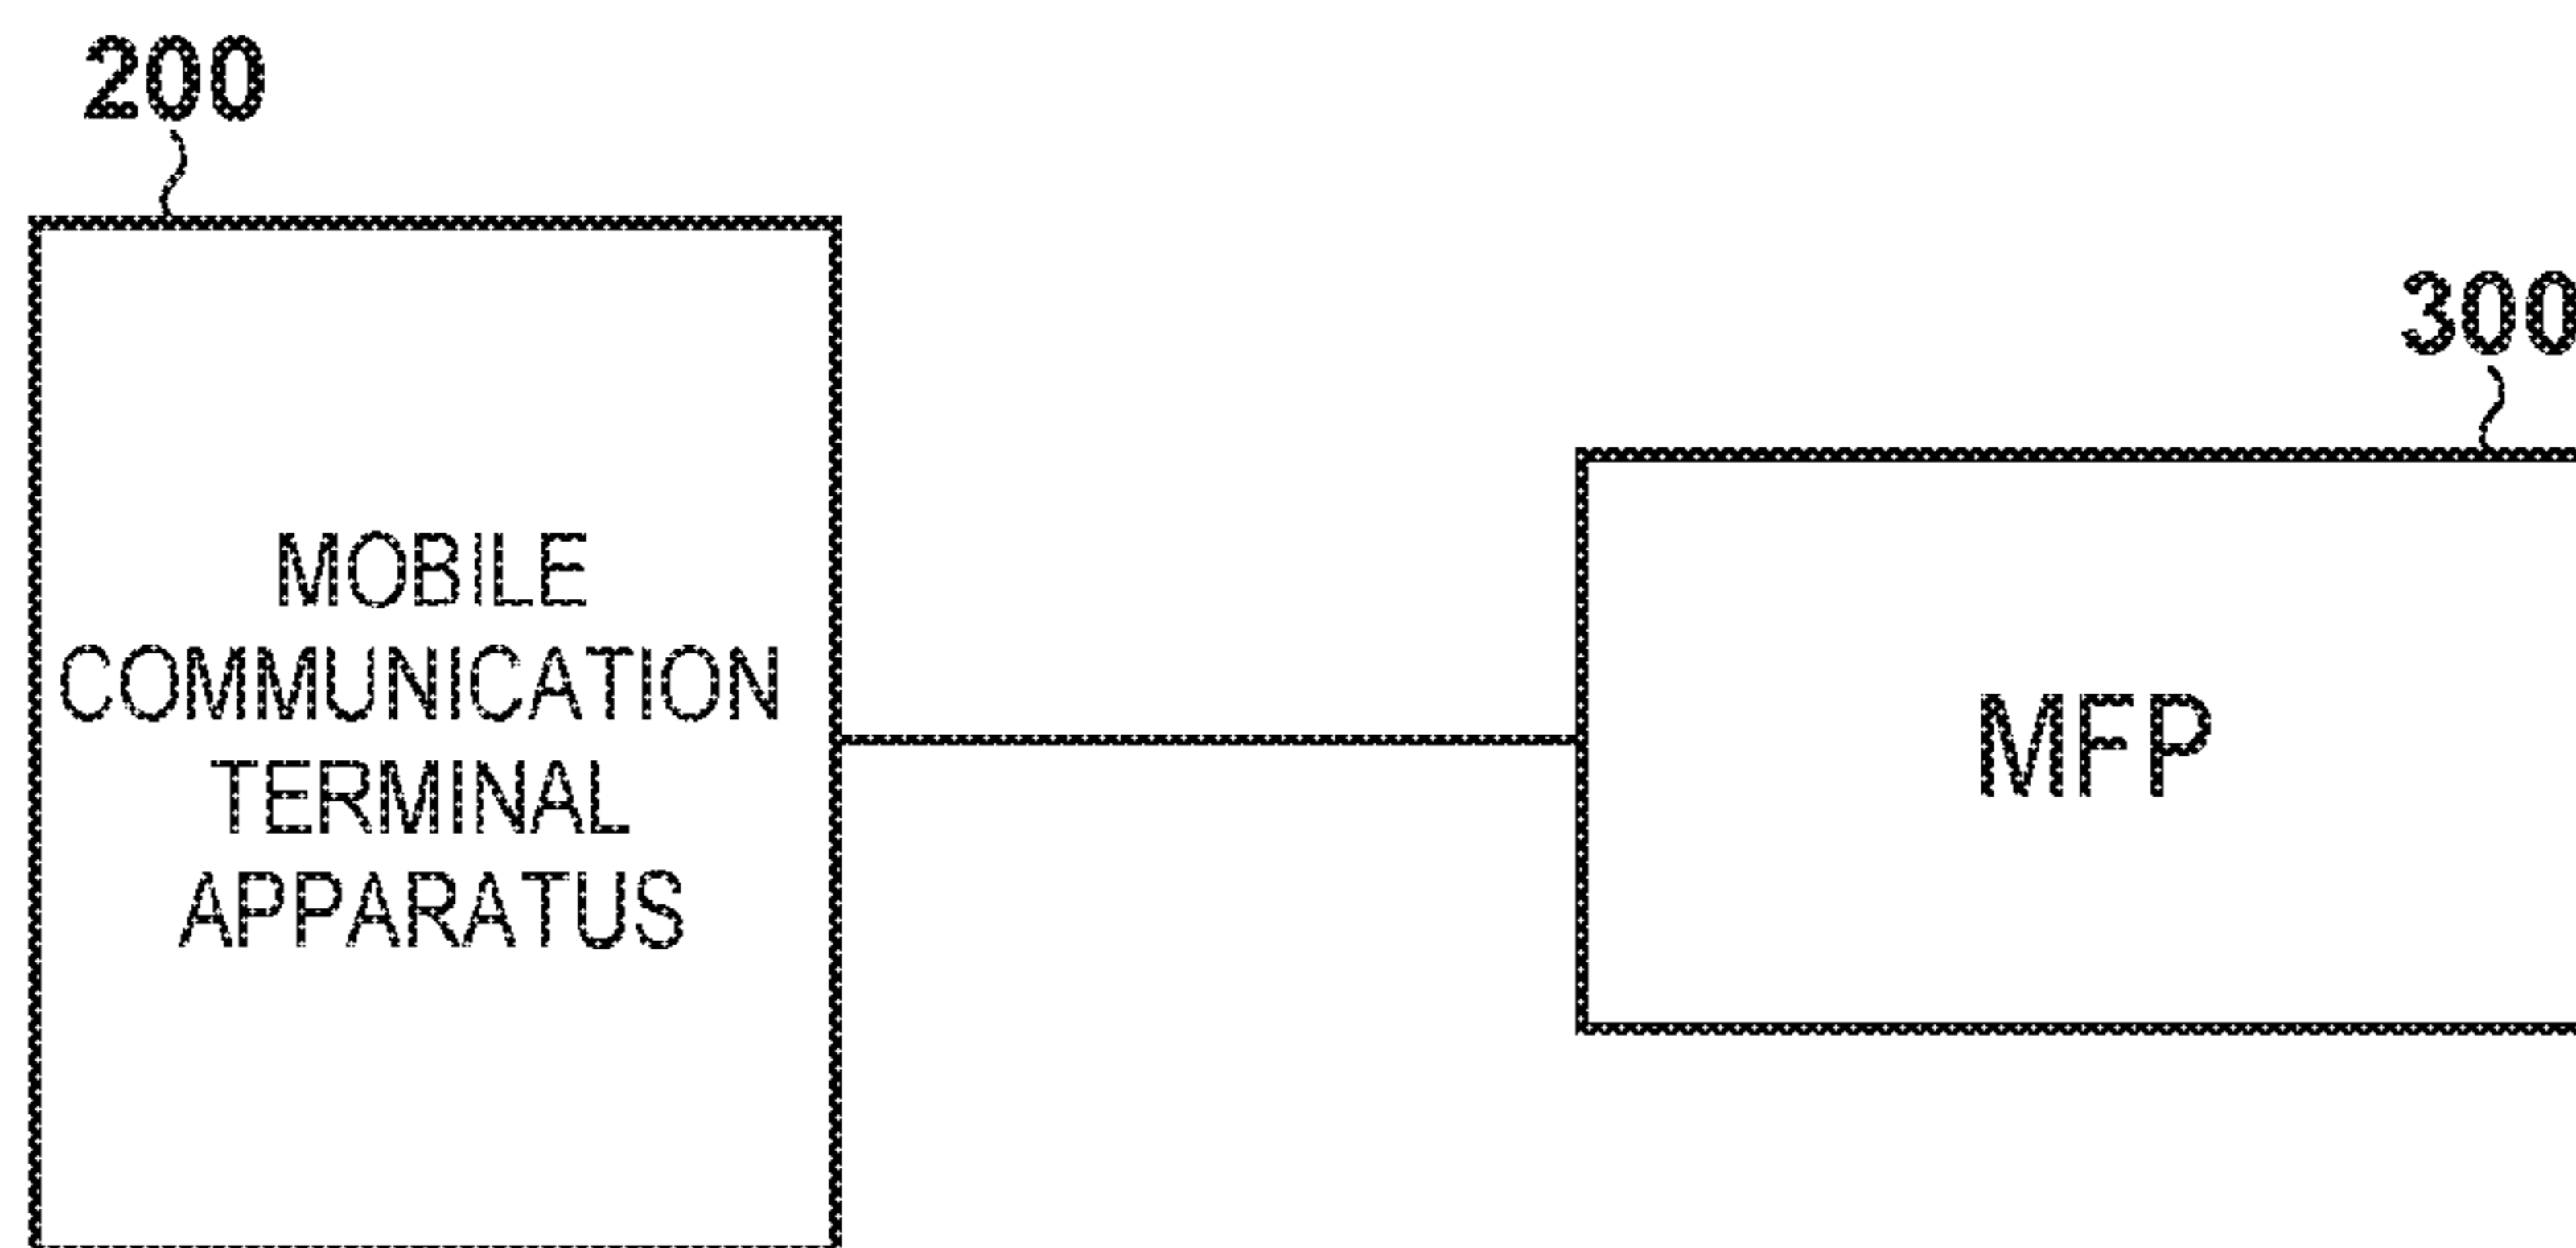 200
300
MOBILE
COMMUNICATION
TERMINAL
APPARATUS
MFP